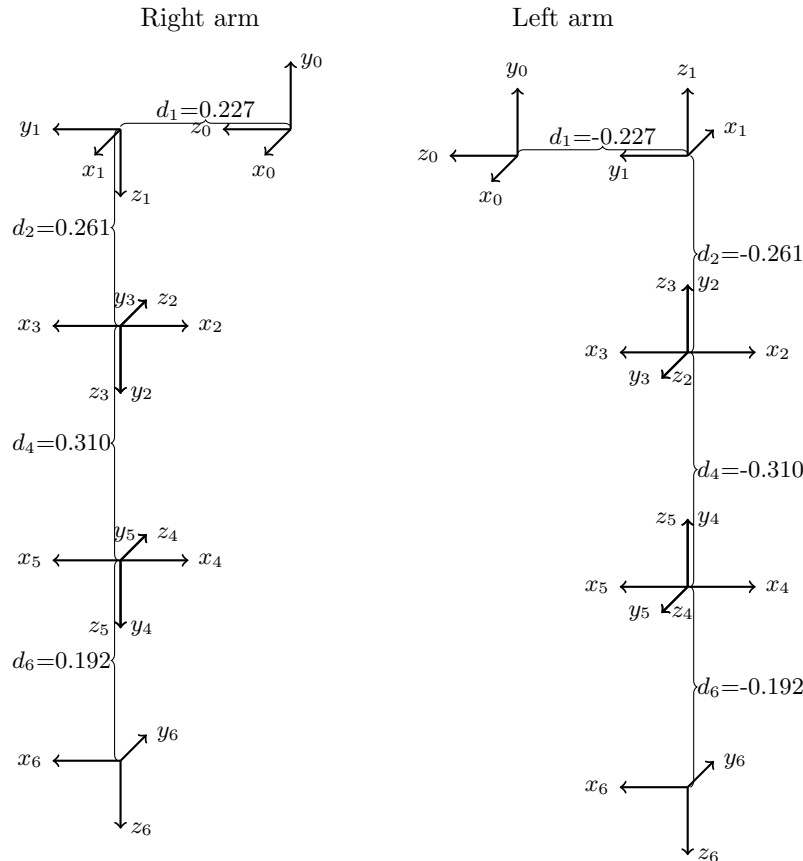 Right arm
Left arm
y₀
d₁=0.227
y₁
z₀
x₁
x₀
z₁
d₂=0.261
y₃
z₂
x₃
x₂
z₃
y₂
d₄=0.310
y₅
z₄
x₅
x₄
z₅
y₄
d₆=0.192
y₆
x₆
z₆
y₀
z₁
d₁=-0.227
x₁
z₀
y₁
x₀
d₂=-0.261
z₃
y₂
x₃
x₂
y₃
z₂
d₄=-0.310
z₅
y₄
x₅
x₄
y₅
z₄
d₆=-0.192
y₆
x₆
z₆